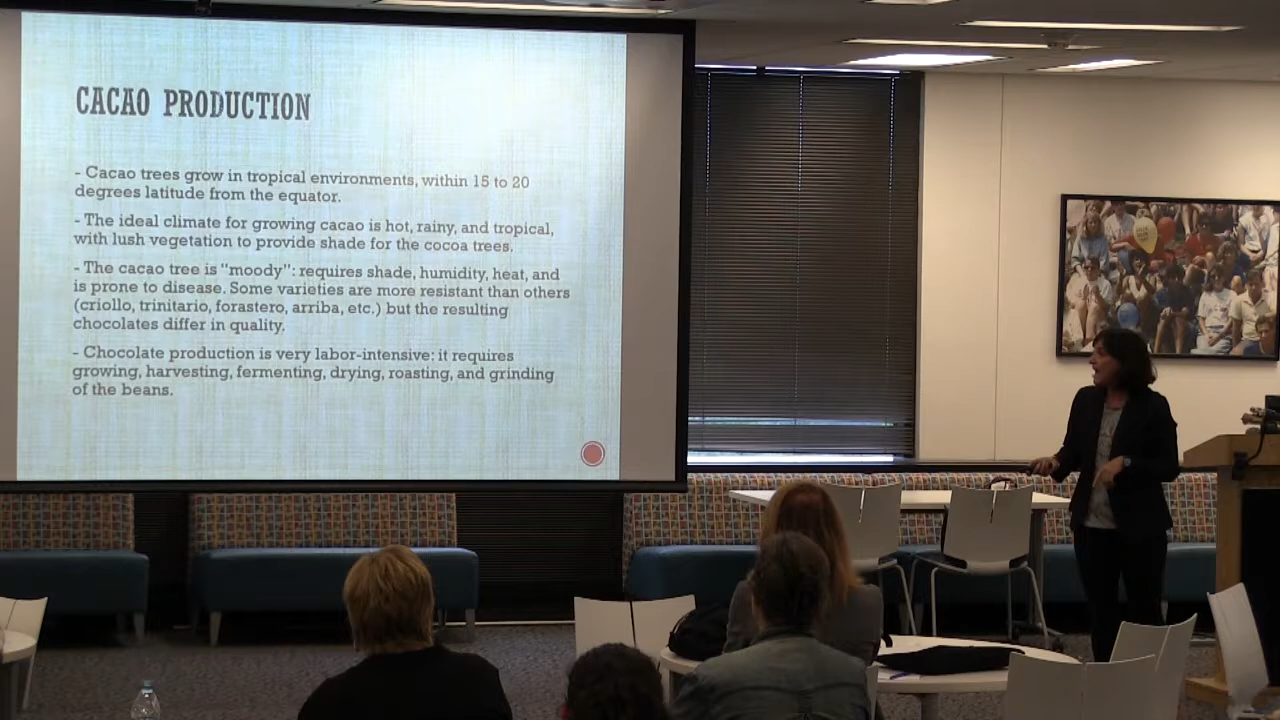 CACAO PRODUCTION
- Cacao trees grow in tropical environments, within 15 to 20
degrees latitude from the equator.
- The ideal climate for growing cacao is hot, rainy, and tropical,
with lush vegetation to provide shade for the cocoa trees.
- The cacao tree is "moody": requires shade, humidity, heat, and
is prone to disease. Some varieties are more resistant than others
(criollo, trinitario, forastero, arriba, etc.) but the resulting
chocolates differ in quality.
- Chocolate production is very labor-intensive: it requires
growing, harvesting, fermenting, drying, roasting, and grinding
of the beans.